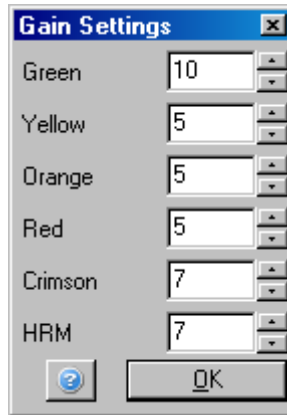 Gain Settings
Green 10
Yellow 5
Orange 5
Red 5
Crimson 7
HRM 7
? OK